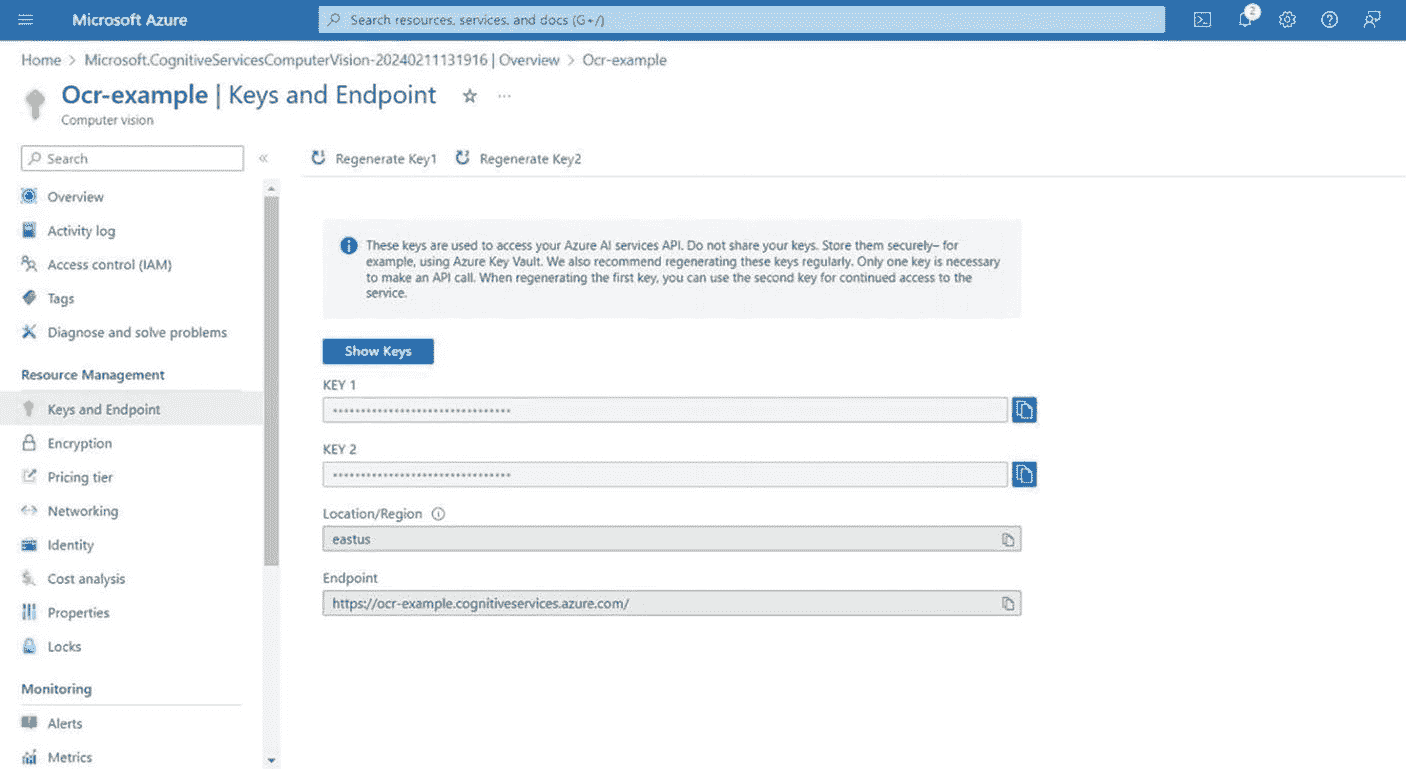 Microsoft Azure
Search resources, services, and docs (G+/)
2
Home > Microsoft.CognitiveServicesComputerVision-20240211131916 | Overview > Ocr-example
Ocr-example | Keys and Endpoint
Computer vision
Search
Regenerate Key1
Regenerate Key2
Overview
Activity log
Access control (IAM)
Tags
Diagnose and solve problems
Resource Management
Keys and Endpoint
Encryption
Pricing tier
Networking
Identity
Cost analysis
Properties
Locks
Monitoring
Alerts
Metrics
These keys are used to access your Azure AI services API. Do not share your keys. Store them securely– for
example, using Azure Key Vault. We also recommend regenerating these keys regularly. Only one key is necessary
to make an API call. When regenerating the first key, you can use the second key for continued access to the
service.
Show Keys
KEY 1
KEY 2
Location/Region
eastus
Endpoint
https://ocr-example.cognitiveservices.azure.com/